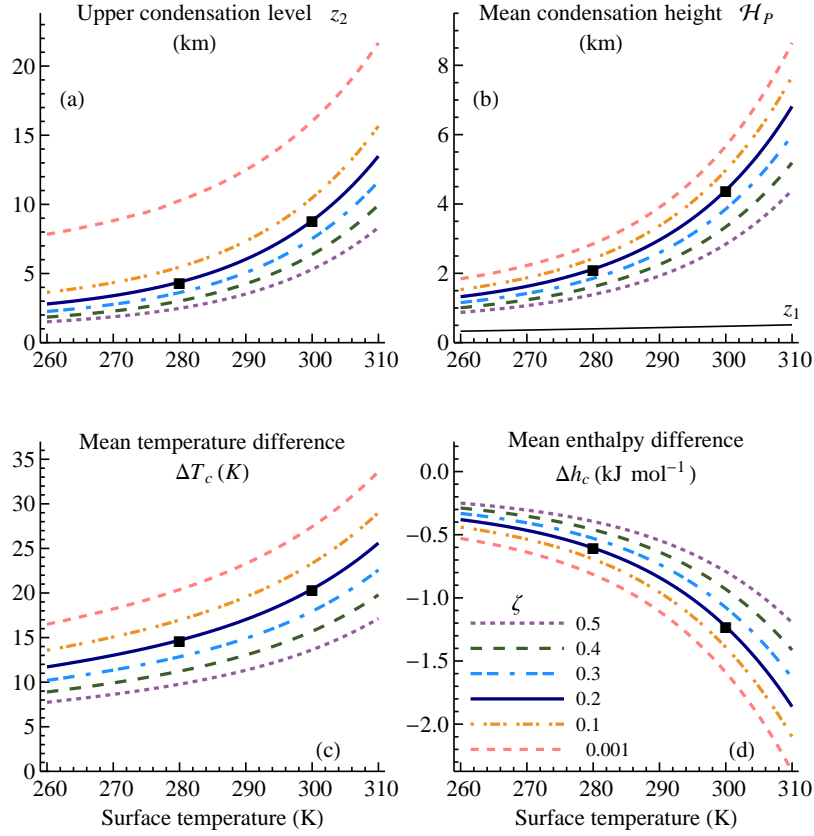 Upper condensation level z₂
(km)
(a)
20
15
10
5
0
260 270 280 290 300 310
Mean condensation height ℋ_P
(km)
(b)
8
6
4
2
0
z₁
260 270 280 290 300 310
Mean temperature difference
ΔT_c (K)
35
30
25
20
15
10
5
0
(c)
260 270 280 290 300 310
Surface temperature (K)
Mean enthalpy difference
Δh_c (kJ mol⁻¹)
0.0
−0.5
−1.0
−1.5
−2.0
ζ
0.5
0.4
0.3
0.2
0.1
0.001
(d)
260 270 280 290 300 310
Surface temperature (K)